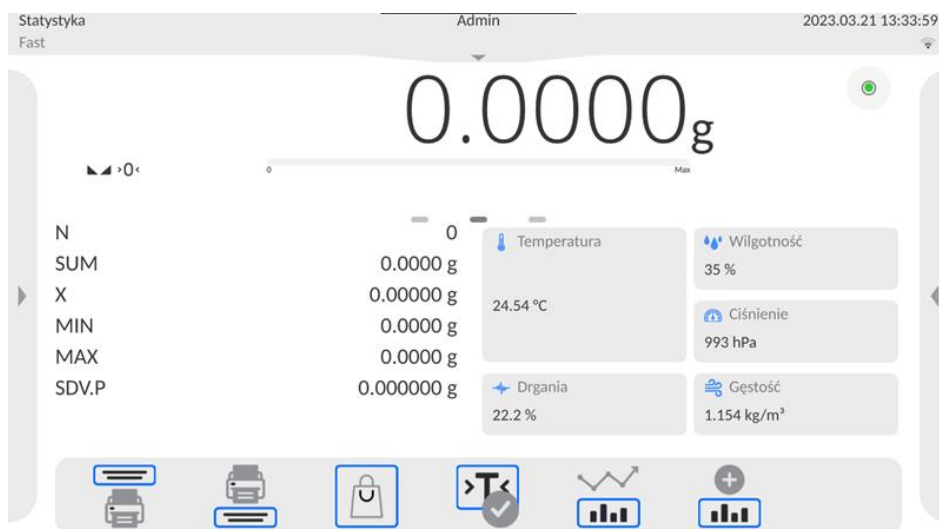 Statystyka
Admin
2023.03.21 13:33:59
Fast
0.0000g
›0‹
0
Max
N 0
SUM 0.0000 g
X 0.00000 g
MIN 0.0000 g
MAX 0.0000 g
SDV.P 0.000000 g
Temperatura
24.54 °C
Wilgotność
35 %
Ciśnienie
993 hPa
Drgania
22.2 %
Gęstość
1.154 kg/m³
›T‹